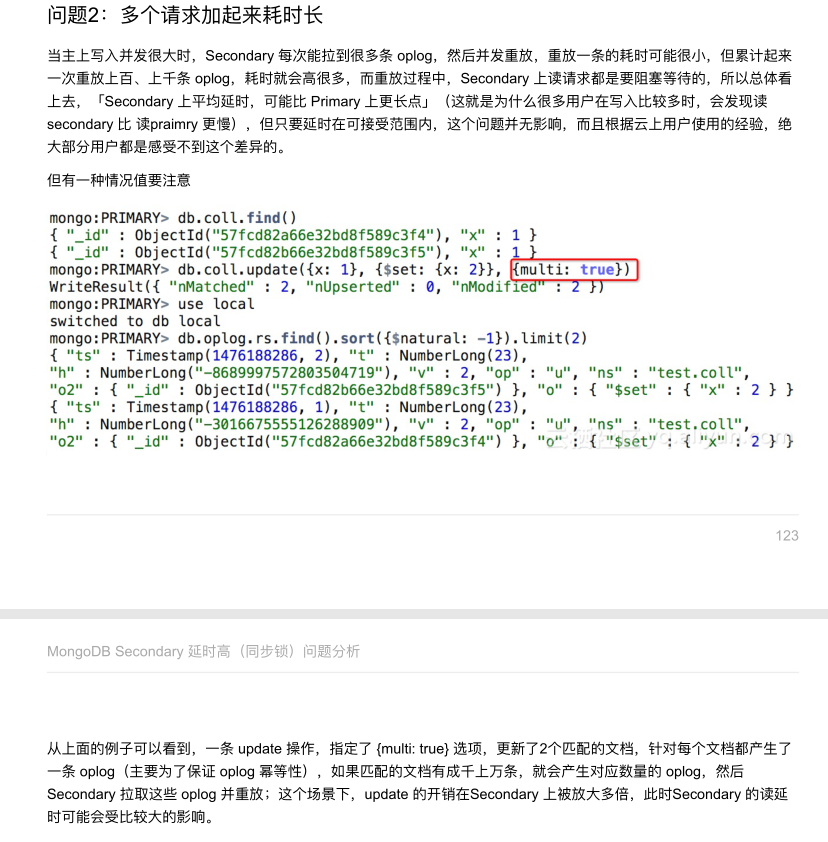 问题2：多个请求加起来耗时长
当主上写入并发很大时，Secondary 每次能拉到很多条 oplog，然后并发重放，重放一条的耗时可能很小，但累计起来
一次重放上百、上千条 oplog，耗时就会高很多，而重放过程中，Secondary 上读请求都是要阻塞等待的，所以总体看
上去，「Secondary 上平均延时，可能比 Primary 上更长点」（这就是为什么很多用户在写入比较多时，会发现读
secondary 比 读praimry 更慢），但只要延时在可接受范围内，这个问题并无影响，而且根据云上用户使用的经验，绝
大部分用户都是感受不到这个差异的。
但有一种情况值要注意
mongo:PRIMARY> db.coll.find()
{ "_id" : ObjectId("57fcd82a66e32bd8f589c3f4"), "x" : 1 }
{ "_id" : ObjectId("57fcd82b66e32bd8f589c3f5"), "x" : 1 }
mongo:PRIMARY> db.coll.update({x: 1}, {$set: {x: 2}}, {multi: true})
WriteResult({ "nMatched" : 2, "nUpserted" : 0, "nModified" : 2 })
mongo:PRIMARY> use local
switched to db local
mongo:PRIMARY> db.oplog.rs.find().sort({$natural: -1}).limit(2)
{ "ts" : Timestamp(1476188286, 2), "t" : NumberLong(23),
"h" : NumberLong("-8689997572803504719"), "v" : 2, "op" : "u", "ns" : "test.coll",
"o2" : { "_id" : ObjectId("57fcd82b66e32bd8f589c3f5") }, "o" : { "$set" : { "x" : 2 } }
{ "ts" : Timestamp(1476188286, 1), "t" : NumberLong(23),
"h" : NumberLong("-3016675555126288909"), "v" : 2, "op" : "u", "ns" : "test.coll",
"o2" : { "_id" : ObjectId("57fcd82a66e32bd8f589c3f4") }, "o" : { "$set" : { "x" : 2 } }
123
MongoDB Secondary 延时高（同步锁）问题分析
从上面的例子可以看到，一条 update 操作，指定了 {multi: true} 选项，更新了2个匹配的文档，针对每个文档都产生了
一条 oplog（主要为了保证 oplog 幂等性），如果匹配的文档有成千上万条，就会产生对应数量的 oplog，然后
Secondary 拉取这些 oplog 并重放；这个场景下，update 的开销在Secondary 上被放大多倍，此时Secondary 的读延
时可能会受比较大的影响。